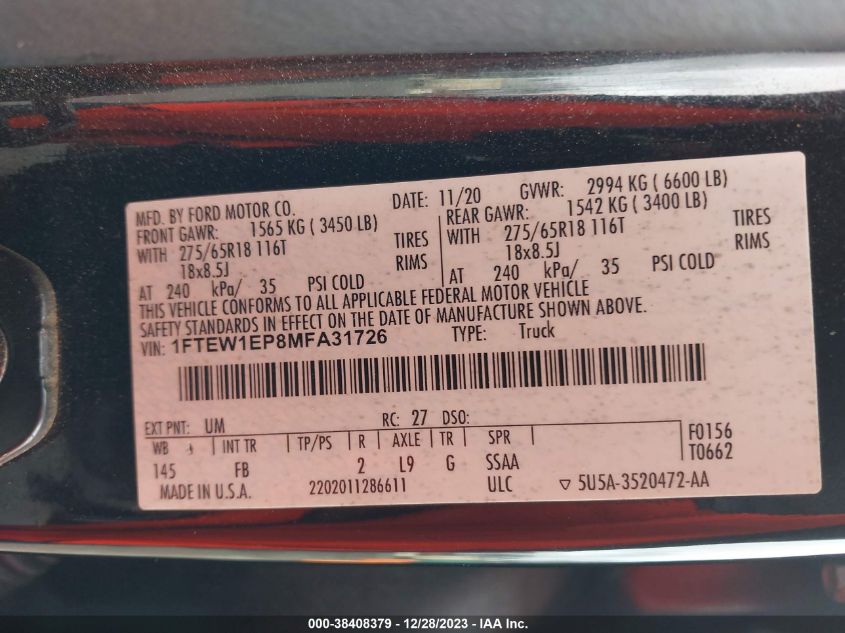 MFD. BY FORD MOTOR CO. DATE: 11/20 GVWR: 2994 KG ( 6600 LB)
FRONT GAWR: 1565 KG ( 3450 LB) REAR GAWR: 1542 KG ( 3400 LB)
WITH 275/65R18 116T TIRES WITH 275/65R18 116T TIRES
18x8.5J RIMS 18x8.5J RIMS
AT 240 kPa/ 35 PSI COLD AT 240 kPa/ 35 PSI COLD
THIS VEHICLE CONFORMS TO ALL APPLICABLE FEDERAL MOTOR VEHICLE
SAFETY STANDARDS IN EFFECT ON THE DATE OF MANUFACTURE SHOWN ABOVE.
VIN: 1FTEW1EP8MFA31726 TYPE: Truck
EXT PNT: UM RC: 27 DSO:
WB INT TR TP/PS R AXLE TR SPR F0156
145 FB 2 L9 G SSAA T0662
MADE IN U.S.A. 2202011286611 ULC ▽ 5U5A-3520472-AA
000-38408379 - 12/28/2023 - IAA Inc.